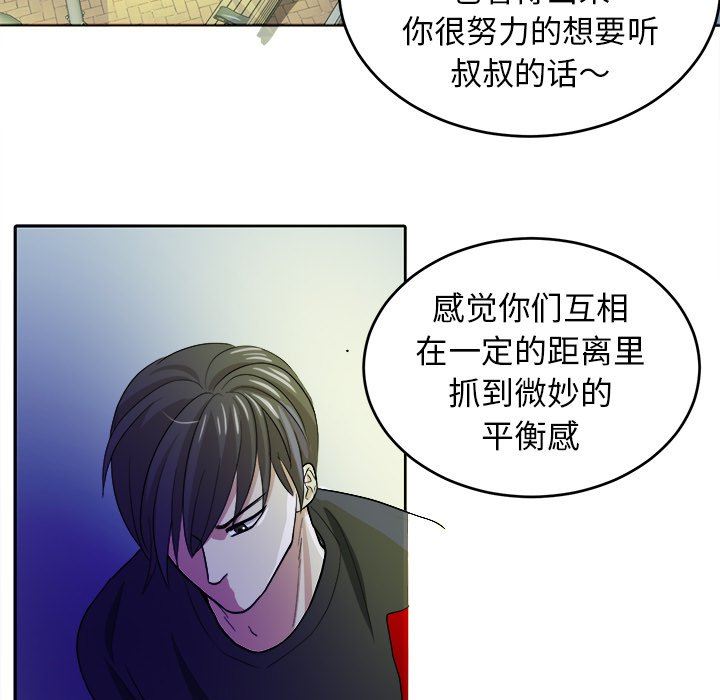 你很努力的想要听
叔叔的话～
感觉你们互相
在一定的距离里
抓到微妙的
平衡感